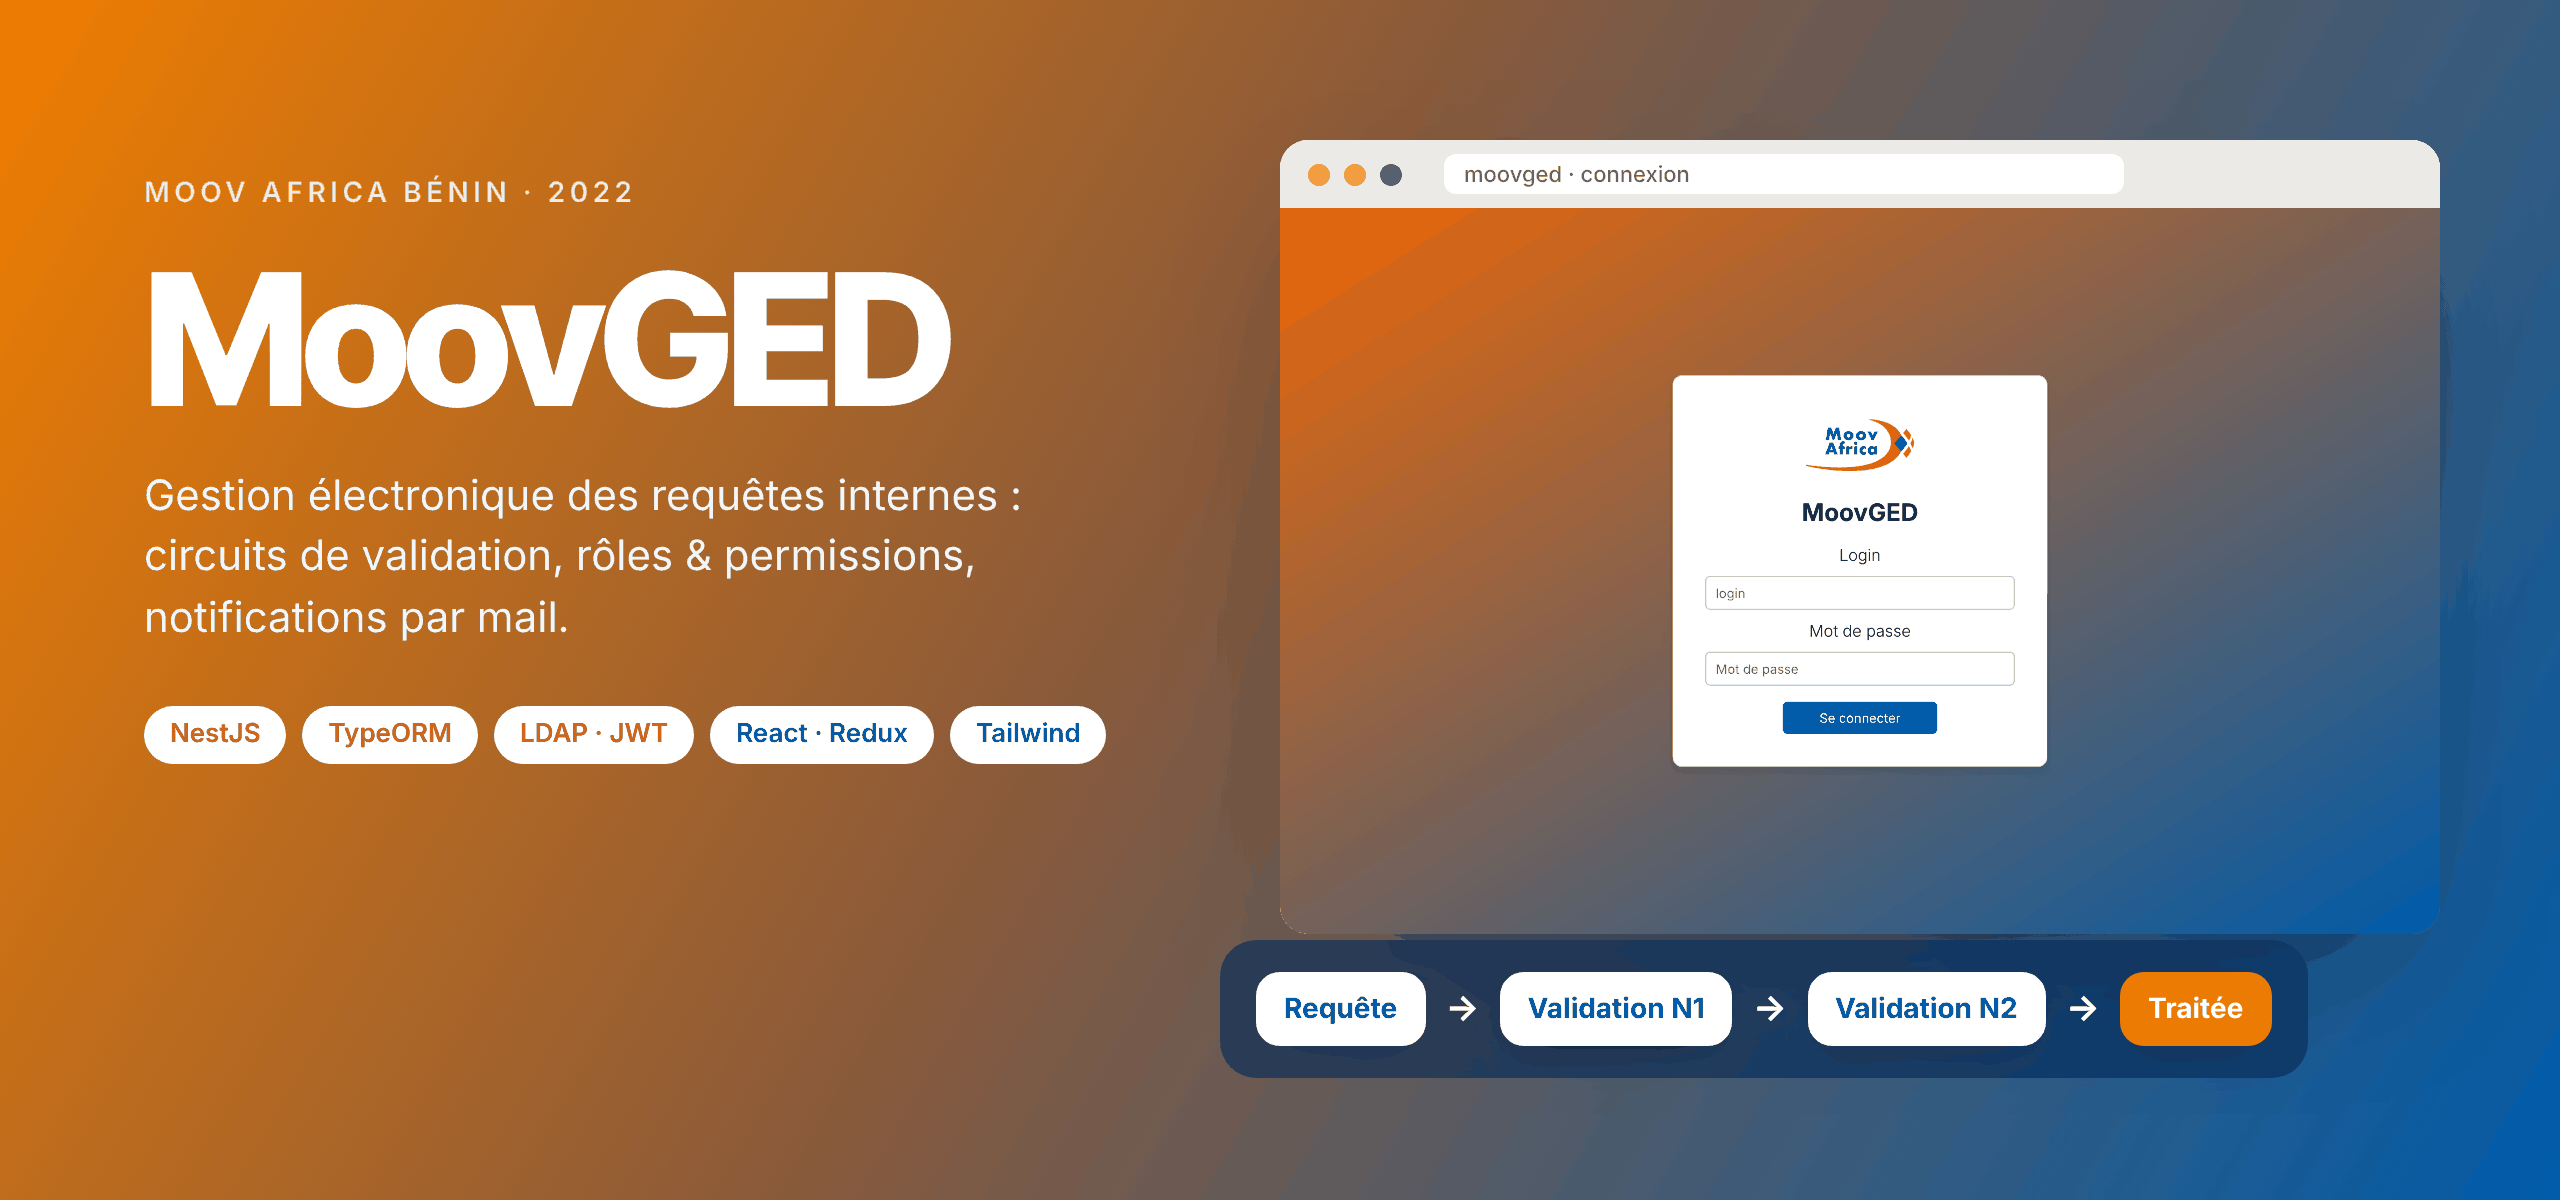 MOOV AFRICA BÉNIN · 2022
MoovGED
Gestion électronique des requêtes internes :
circuits de validation, rôles & permissions,
notifications par mail.
NestJS
TypeORM
LDAP · JWT
React · Redux
Tailwind
moovged · connexion
Moov
Africa
MoovGED
Login
login
Mot de passe
Mot de passe
Se connecter
Requête → Validation N1 → Validation N2 → Traitée